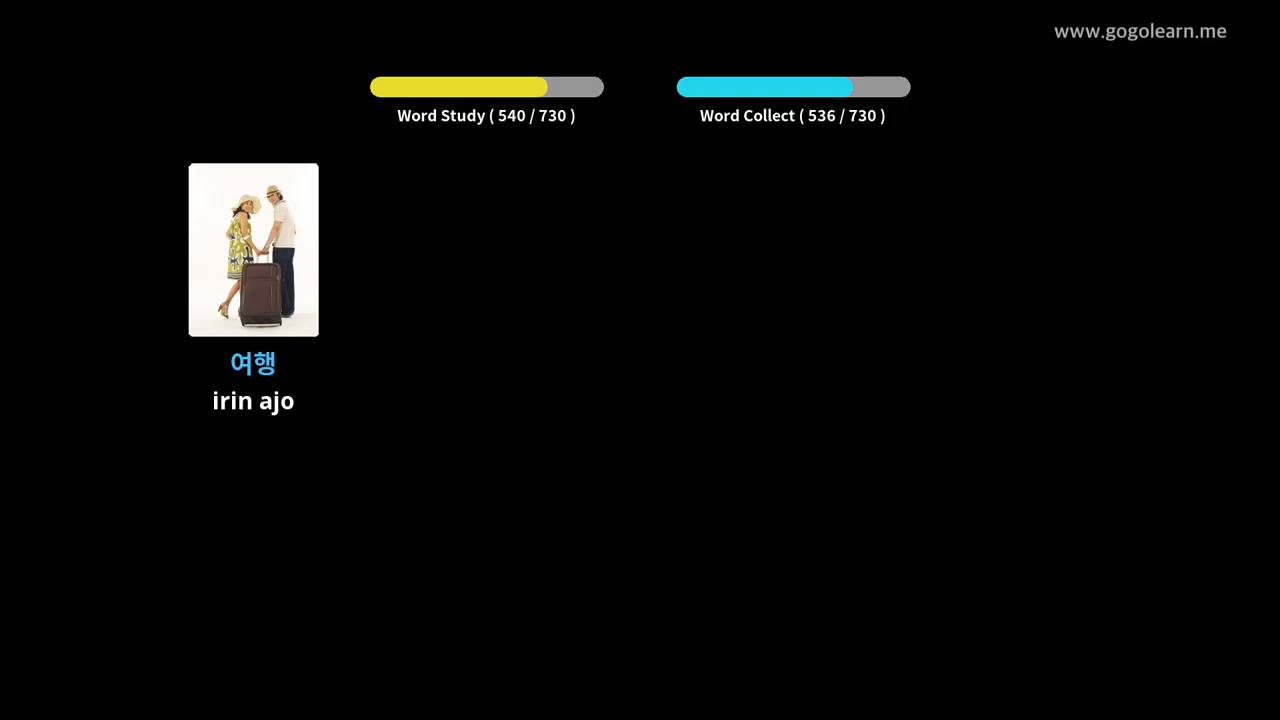 www.gogolearn.me
Word Study ( 540 / 730 )
Word Collect ( 536 / 730 )
여행
irin ajo